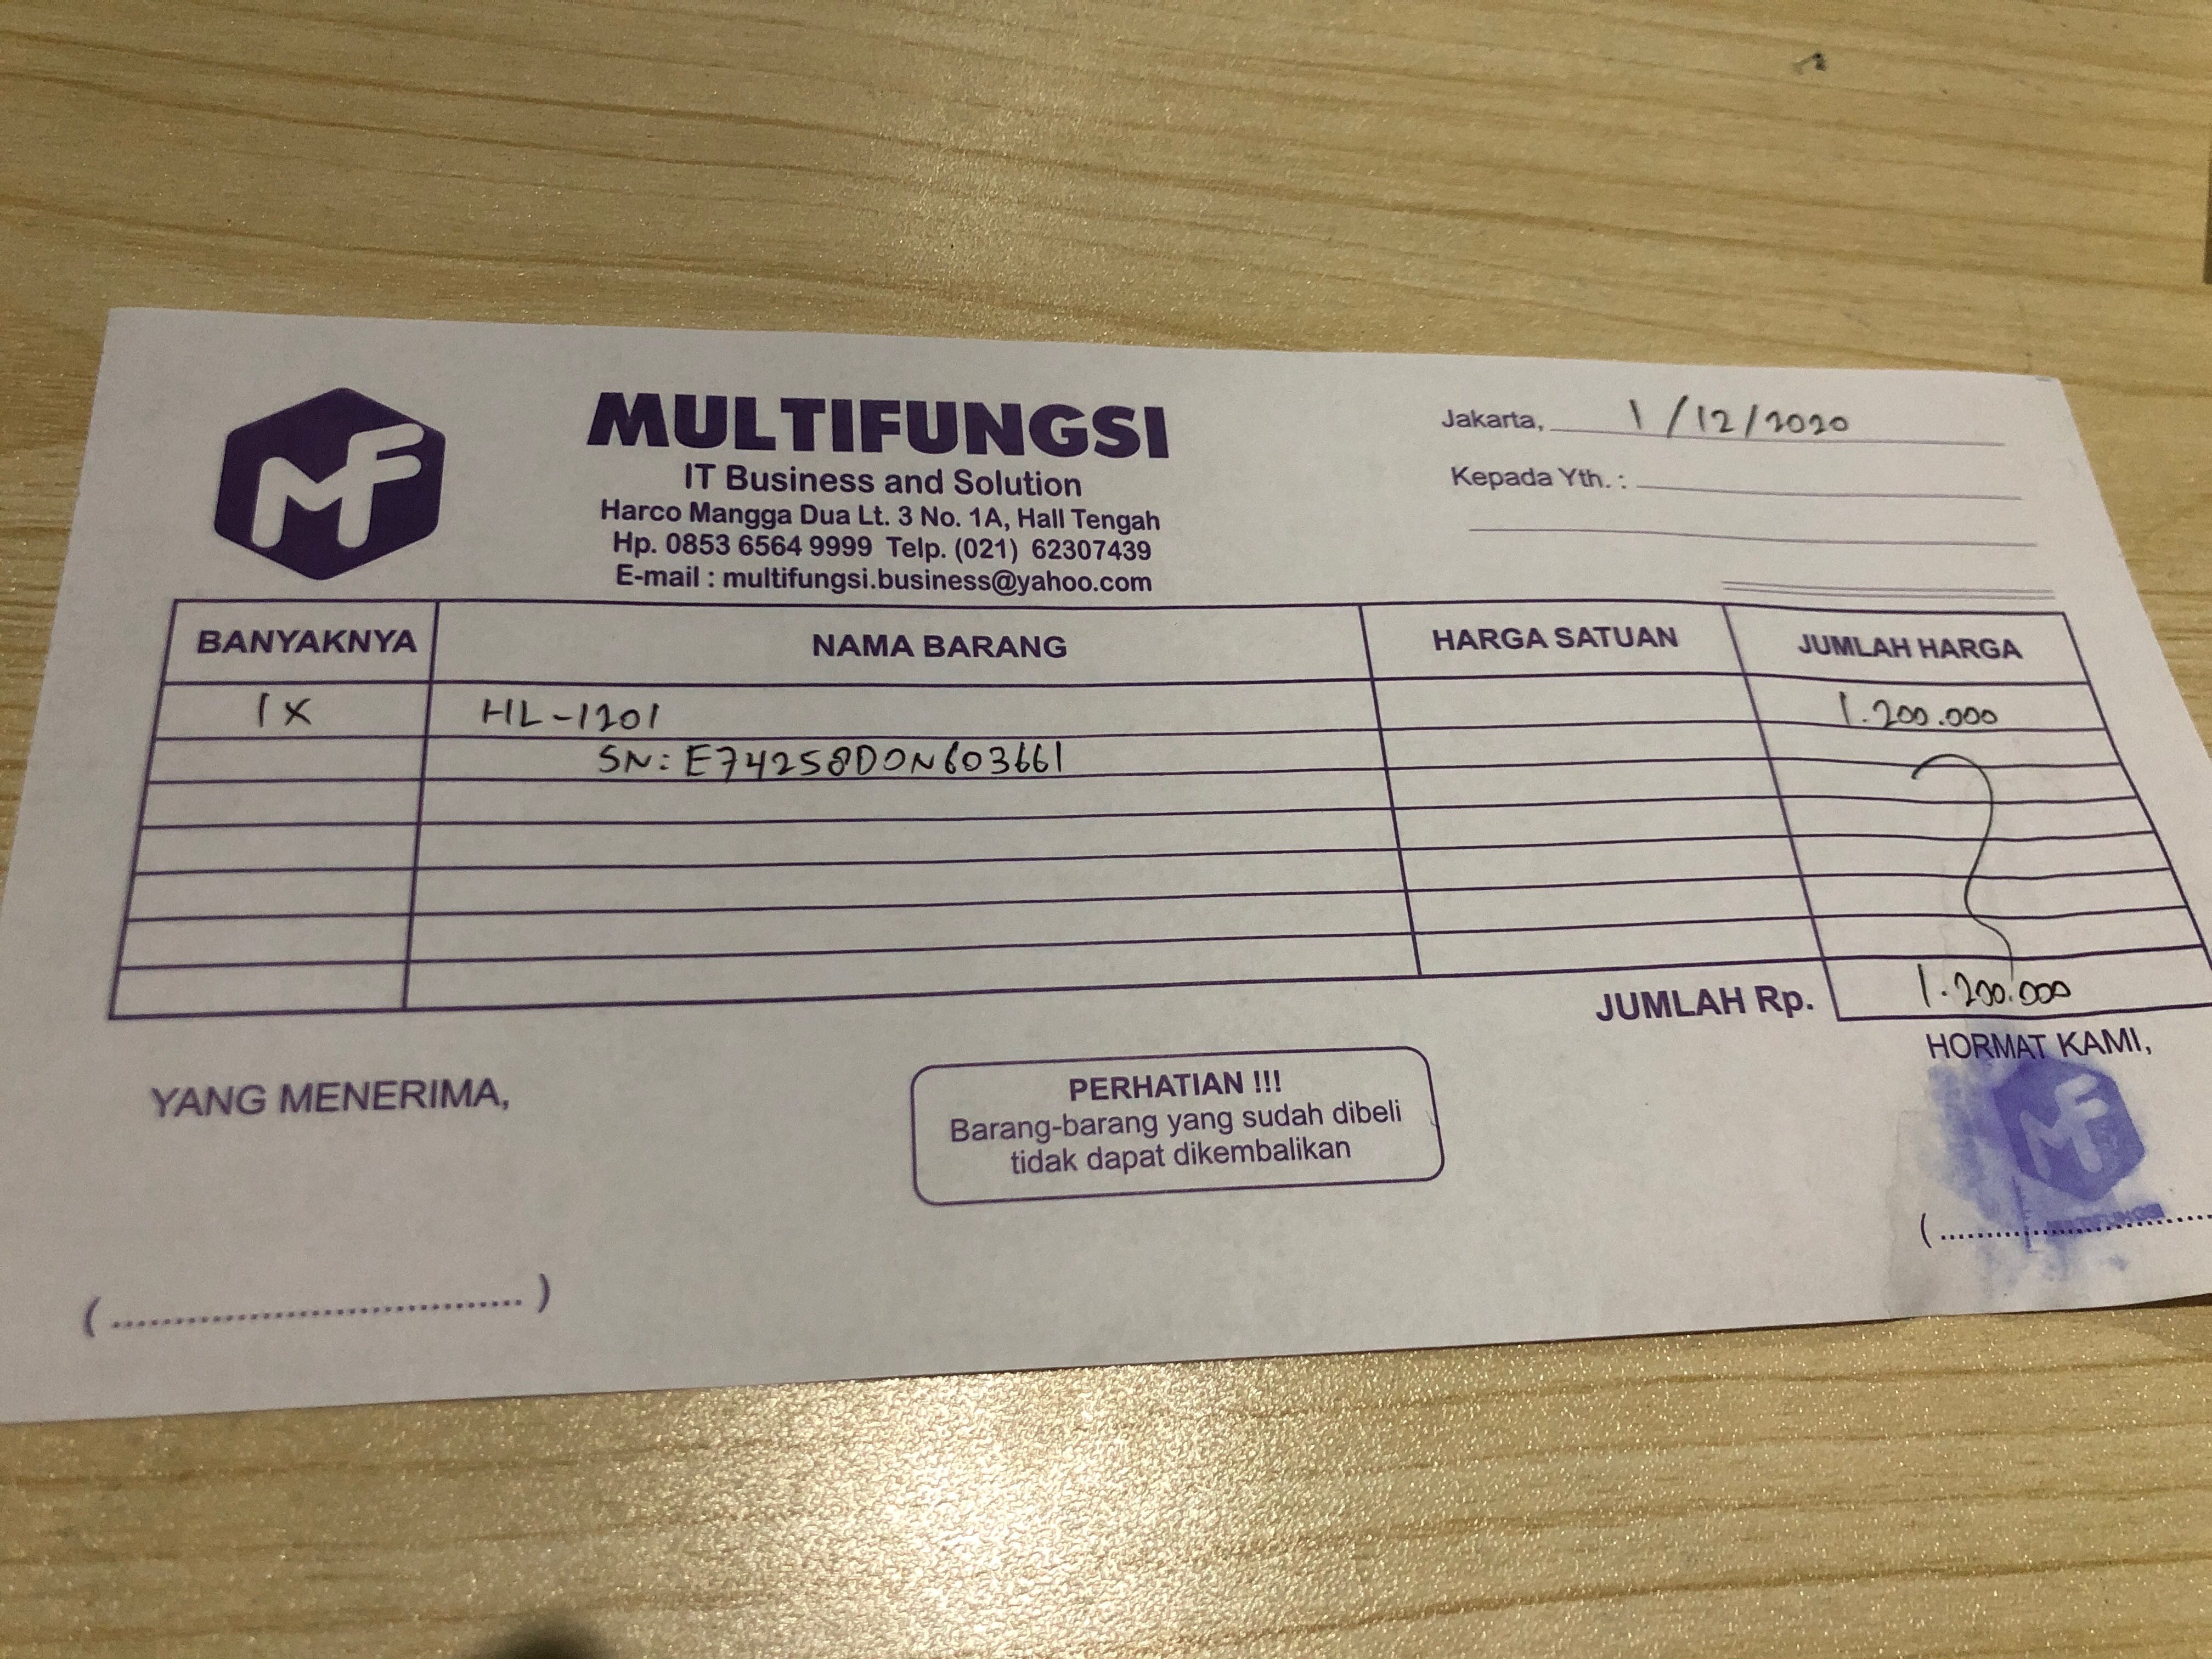 MF
MULTIFUNGSI
IT Business and Solution
Harco Mangga Dua Lt. 3 No. 1A, Hall Tengah
Hp. 0853 6564 9999 Telp. (021) 62307439
E-mail : multifungsi.business@yahoo.com
Jakarta, 1/12/2020
Kepada Yth. :
BANYAKNYA NAMA BARANG HARGA SATUAN JUMLAH HARGA
1 X HL-1201 1.200.000
SN: E74258D0N603661
JUMLAH Rp. 1.200.000
YANG MENERIMA,
(................................)
PERHATIAN !!!
Barang-barang yang sudah dibeli
tidak dapat dikembalikan
HORMAT KAMI,
MF
MULTIFUNGSI
(................................